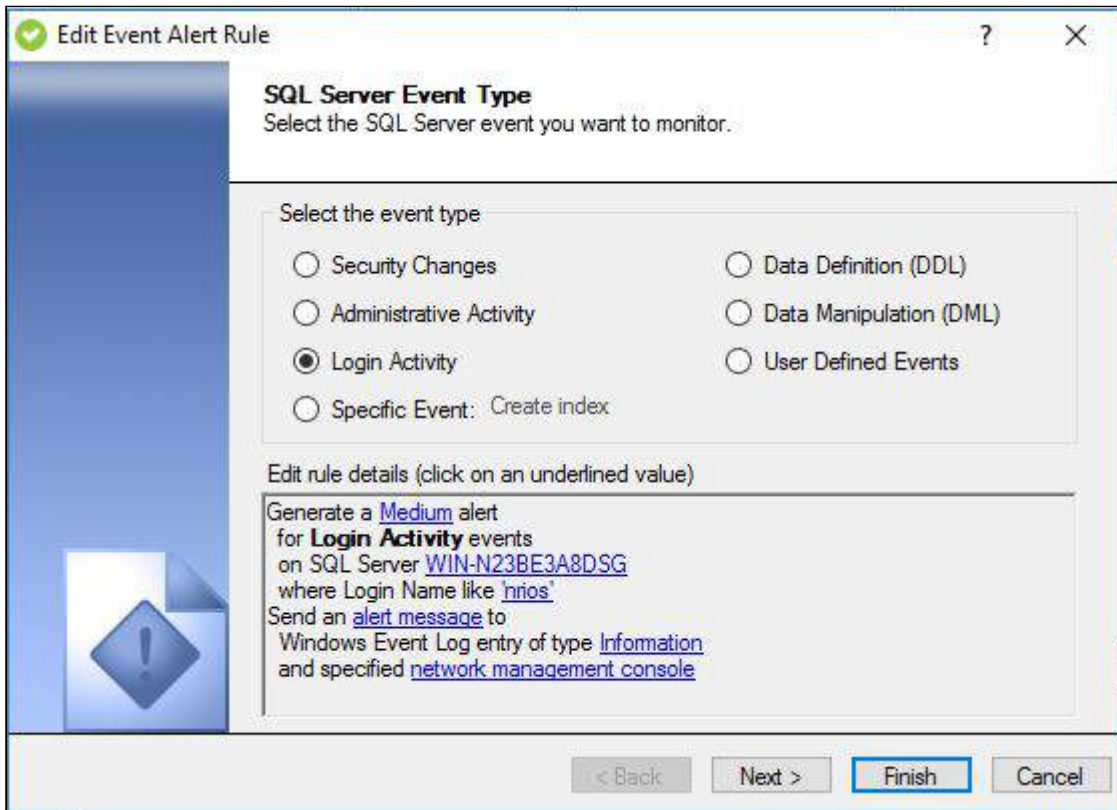 Edit Event Alert Rule
?
SQL Server Event Type
Select the SQL Server event you want to monitor.
Select the event type
Security Changes
Data Definition (DDL)
Administrative Activity
Data Manipulation (DML)
Login Activity
User Defined Events
Specific Event: Create index
Edit rule details (click on an underlined value)
Generate a Medium alert
for Login Activity events
on SQL Server WIN-N23BE3A8DSG
where Login Name like 'nrios'
Send an alert message to
Windows Event Log entry of type Information
and specified network management console
< Back
Next >
Finish
Cancel